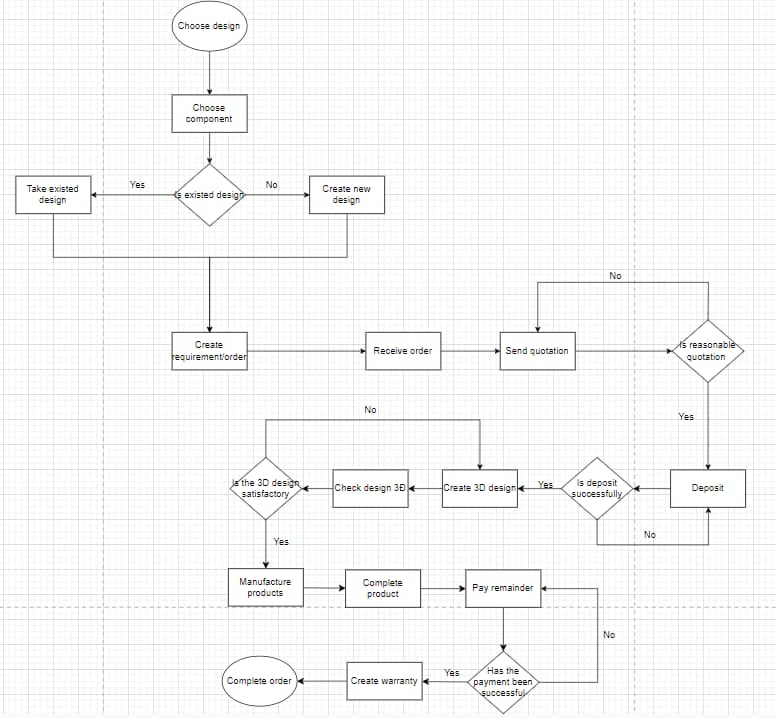 Choose design
Choose
component
Yes
No
Take existed
design
Is existed design
Create new
design
No
Create
requirement/order
Receive order
Send quotation
Is reasonable
quotation
Yes
No
Is the 3D design
satisfactory
Check design 3D
Create 3D design
Yes
Is deposit
successfully
Deposit
No
Yes
Manufacture
products
Complete
product
Pay remainder
No
Complete order
Create warranty
Yes
Has the
payment been
successful